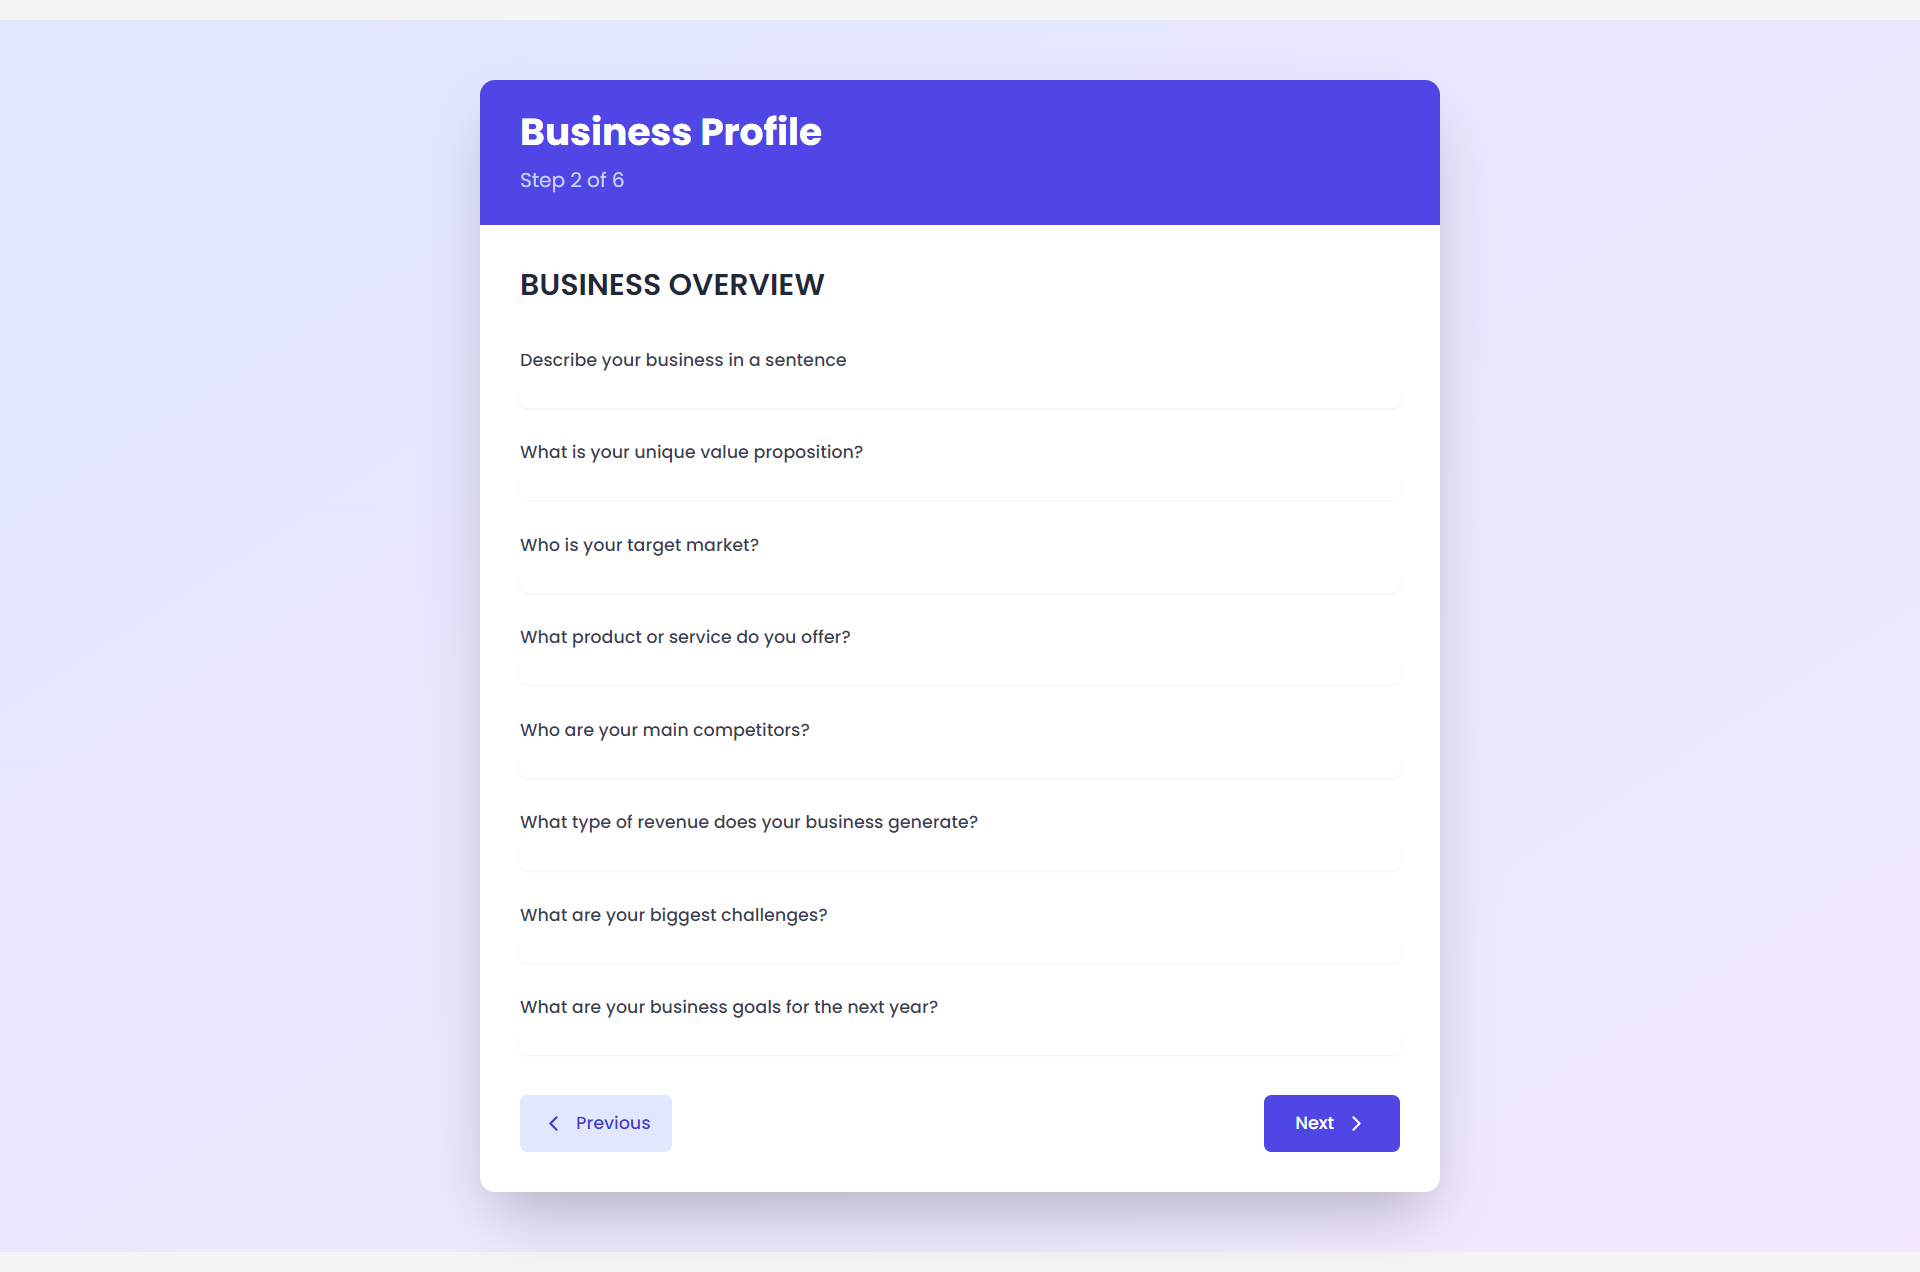 Business Profile
Step 2 of 6
BUSINESS OVERVIEW
Describe your business in a sentence
What is your unique value proposition?
Who is your target market?
What product or service do you offer?
Who are your main competitors?
What type of revenue does your business generate?
What are your biggest challenges?
What are your business goals for the next year?
Previous
Next